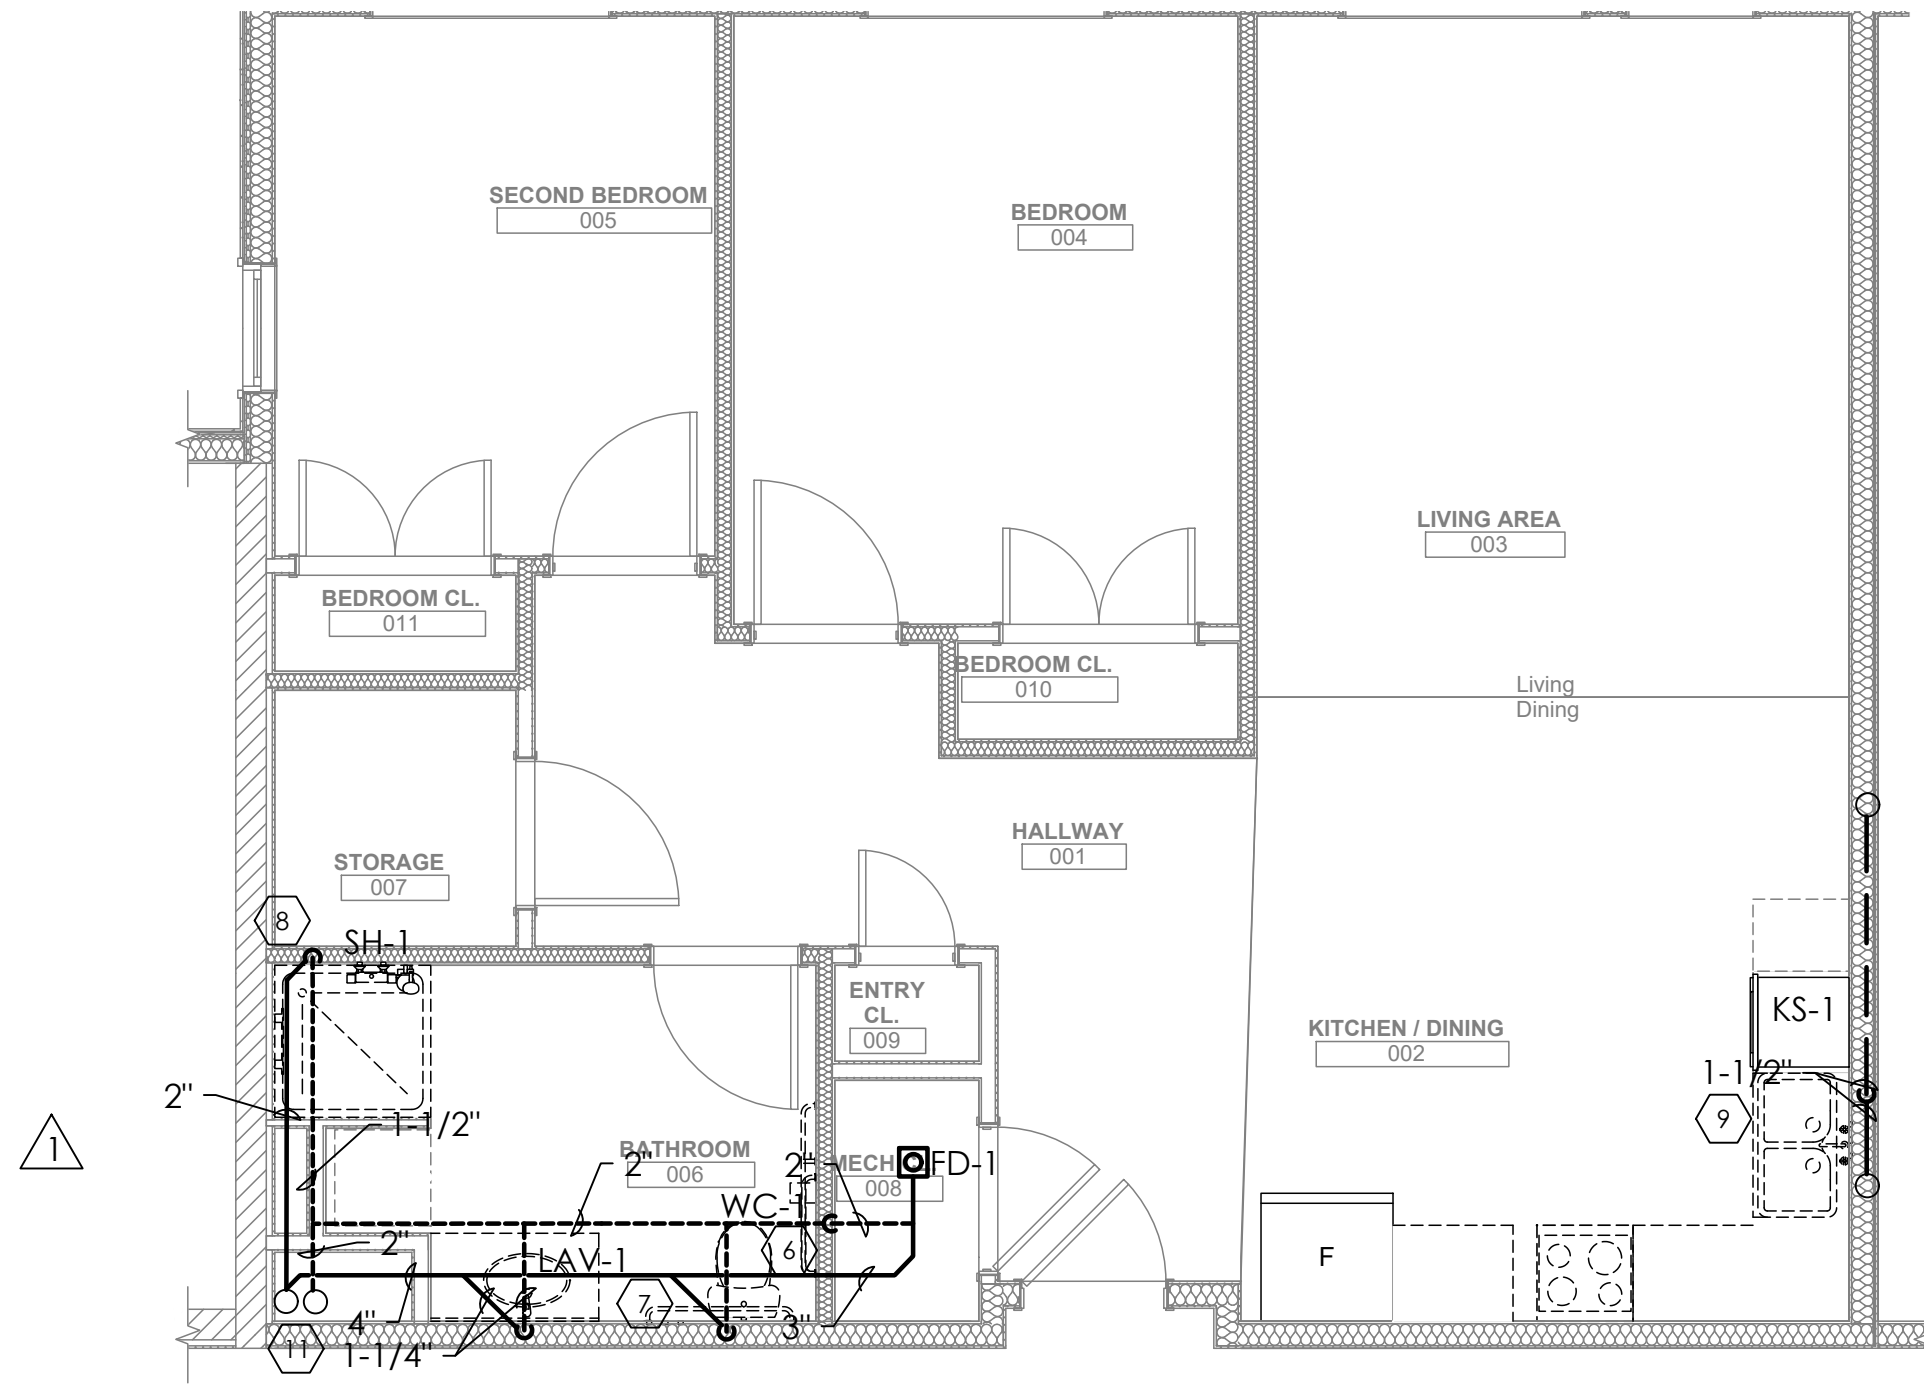 SECOND BEDROOM
005
BEDROOM
004
LIVING AREA
003
BEDROOM CL.
011
BEDROOM CL.
010
Living
Dining
HALLWAY
001
STORAGE
007
8
SH-1
ENTRY
CL.
009
KITCHEN / DINING
002
KS-1
1-1/2"
9
2"
1-1/2"
1
BATHROOM
006
2"
2"
MECH
008
FD-1
WC-1
6
2"
LAV-1
7
F
4"
3"
11
1-1/4"